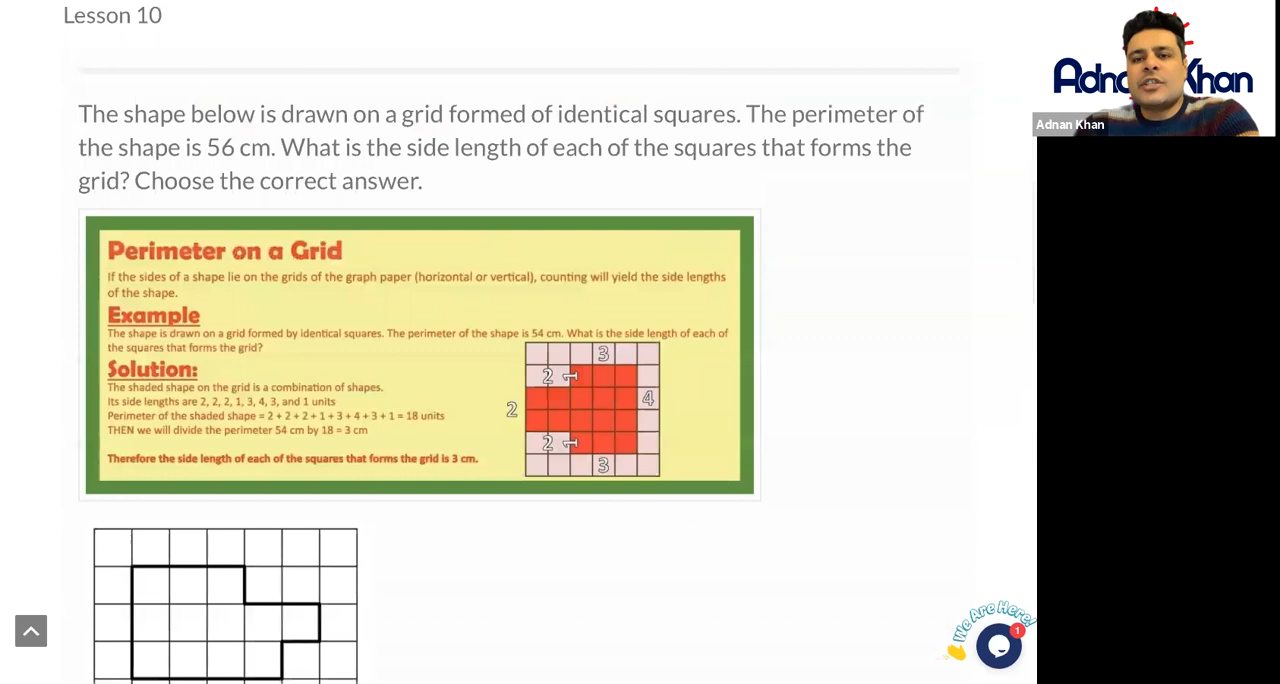 Lesson 10
The shape below is drawn on a grid formed of identical squares. The perimeter of
the shape is 56 cm. What is the side length of each of the squares that forms the
grid? Choose the correct answer.
Perimeter on a Grid
If the sides of a shape lie on the grids of the graph paper (horizontal or vertical), counting will yield the side lengths
of the shape.
Example
The shape is drawn on a grid formed by identical squares. The perimeter of the shape is 54 cm. What is the side length of each of
the squares that forms the grid?
Solution:
The shaded shape on the grid is a combination of shapes.
Its side lengths are 2, 2, 2, 1, 3, 4, 3, and 1 units
Perimeter of the shaded shape = 2 + 2 + 2 + 1 + 3 + 4 + 3 + 1 = 18 units
THEN we will divide the perimeter 54 cm by 18 = 3 cm
Therefore the side length of each of the squares that forms the grid is 3 cm.
3
2 1
4
2
2 1
3
We Are Here!
1
Adnan Khan
Adnan Khan